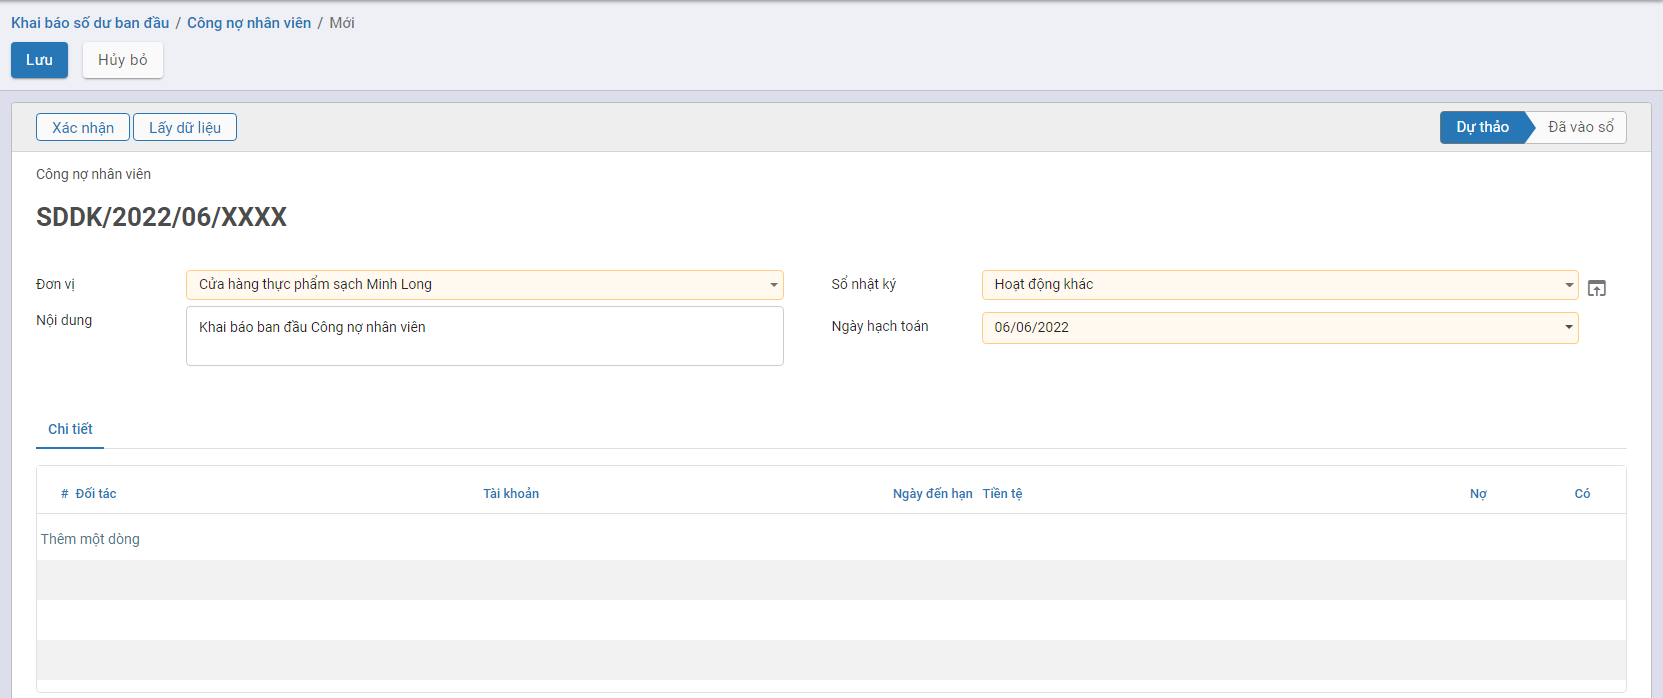 Khai báo số dư ban đầu / Công nợ nhân viên / Mới
Lưu Hủy bỏ
Xác nhận Lấy dữ liệu Dự thảo Đã vào sổ
Công nợ nhân viên
SDDK/2022/06/XXXX
Đơn vị Cửa hàng thực phẩm sạch Minh Long Sổ nhật ký Hoạt động khác
Nội dung Khai báo ban đầu Công nợ nhân viên Ngày hạch toán 06/06/2022
Chi tiết
# Đối tác Tài khoản Ngày đến hạn Tiền tệ Nợ Có
Thêm một dòng